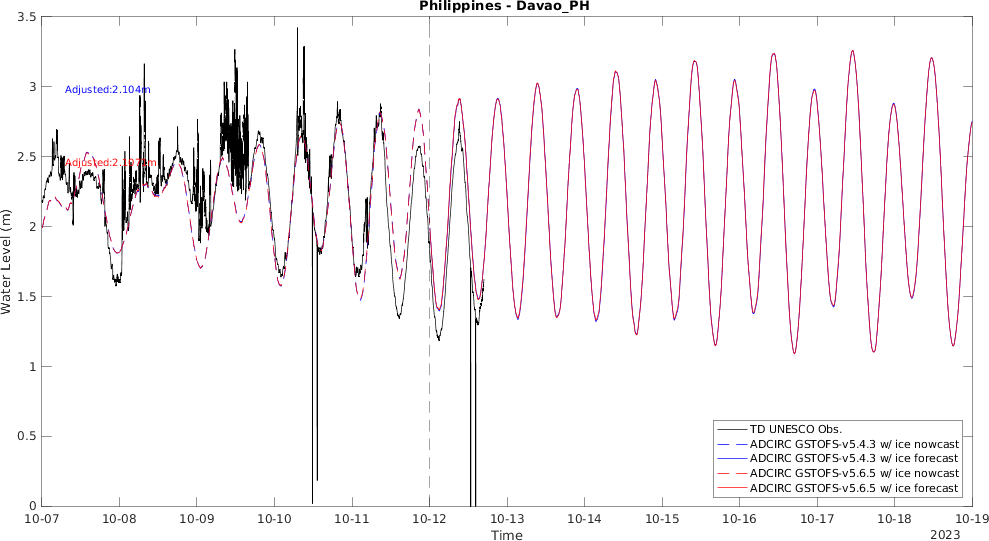 Philippines - Davao_PH
3.5
3
2.5
2
1.5
1
0.5
0
Water Level (m)
Adjusted:2.104m
10-07
10-08
10-09
10-10
10-11
10-12
10-13
10-14
10-15
10-16
10-17
10-18
10-19
Time
2023
TD UNESCO Obs.
ADCIRC GSTOFS-v5.4.3 w/ ice nowcast
ADCIRC GSTOFS-v5.4.3 w/ ice forecast
ADCIRC GSTOFS-v5.6.5 w/ ice nowcast
ADCIRC GSTOFS-v5.6.5 w/ ice forecast